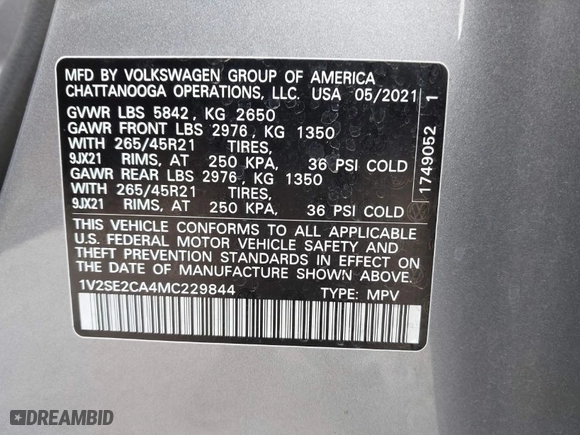 MFD BY VOLKSWAGEN GROUP OF AMERICA
CHATTANOOGA OPERATIONS, LLC. USA 05/2021
GVWR LBS 5842, KG 2650
GAWR FRONT LBS 2976, KG 1350
WITH 265/45R21 TIRES,
9JX21 RIMS, AT 250 KPA, 36 PSI COLD
GAWR REAR LBS 2976, KG 1350
WITH 265/45R21 TIRES,
9JX21 RIMS, AT 250 KPA, 36 PSI COLD
THIS VEHICLE CONFORMS TO ALL APPLICABLE
U.S. FEDERAL MOTOR VEHICLE SAFETY AND
THEFT PREVENTION STANDARDS IN EFFECT ON
THE DATE OF MANUFACTURE SHOWN ABOVE.
1V2SE2CA4MC229844 TYPE: MPV
1749052 1
DREAMBID